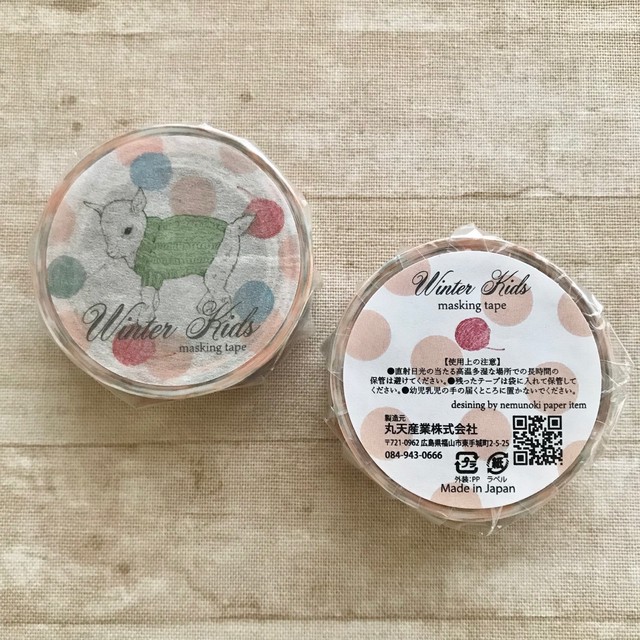 Winter Kids
masking tape
Winter Kids
masking tape
【使用上の注意】
●直射日光の当たる高温多湿な場所での長時間の
保管は避けてください。●残ったテープは袋に入れて保管して
ください。●幼児乳児の手の届くところに置かないでください。
desining by nemunoki paper item
製造元
丸天産業株式会社
〒721-0962 広島県福山市東手城町2-5-25
084-943-0666
プラ 紙
外装:PP ラベル
Made in Japan